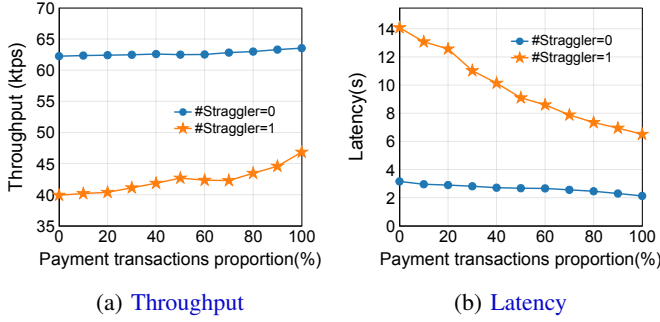 70
65
60
55
50
45
40
35
0 20 40 60 80 100
Throughput (ktps)
#Straggler=0
#Straggler=1
Payment transactions proportion(%)
(a) Throughput
14
12
10
8
6
4
2
0
0 20 40 60 80 100
Latency(s)
#Straggler=0
#Straggler=1
Payment transactions proportion(%)
(b) Latency